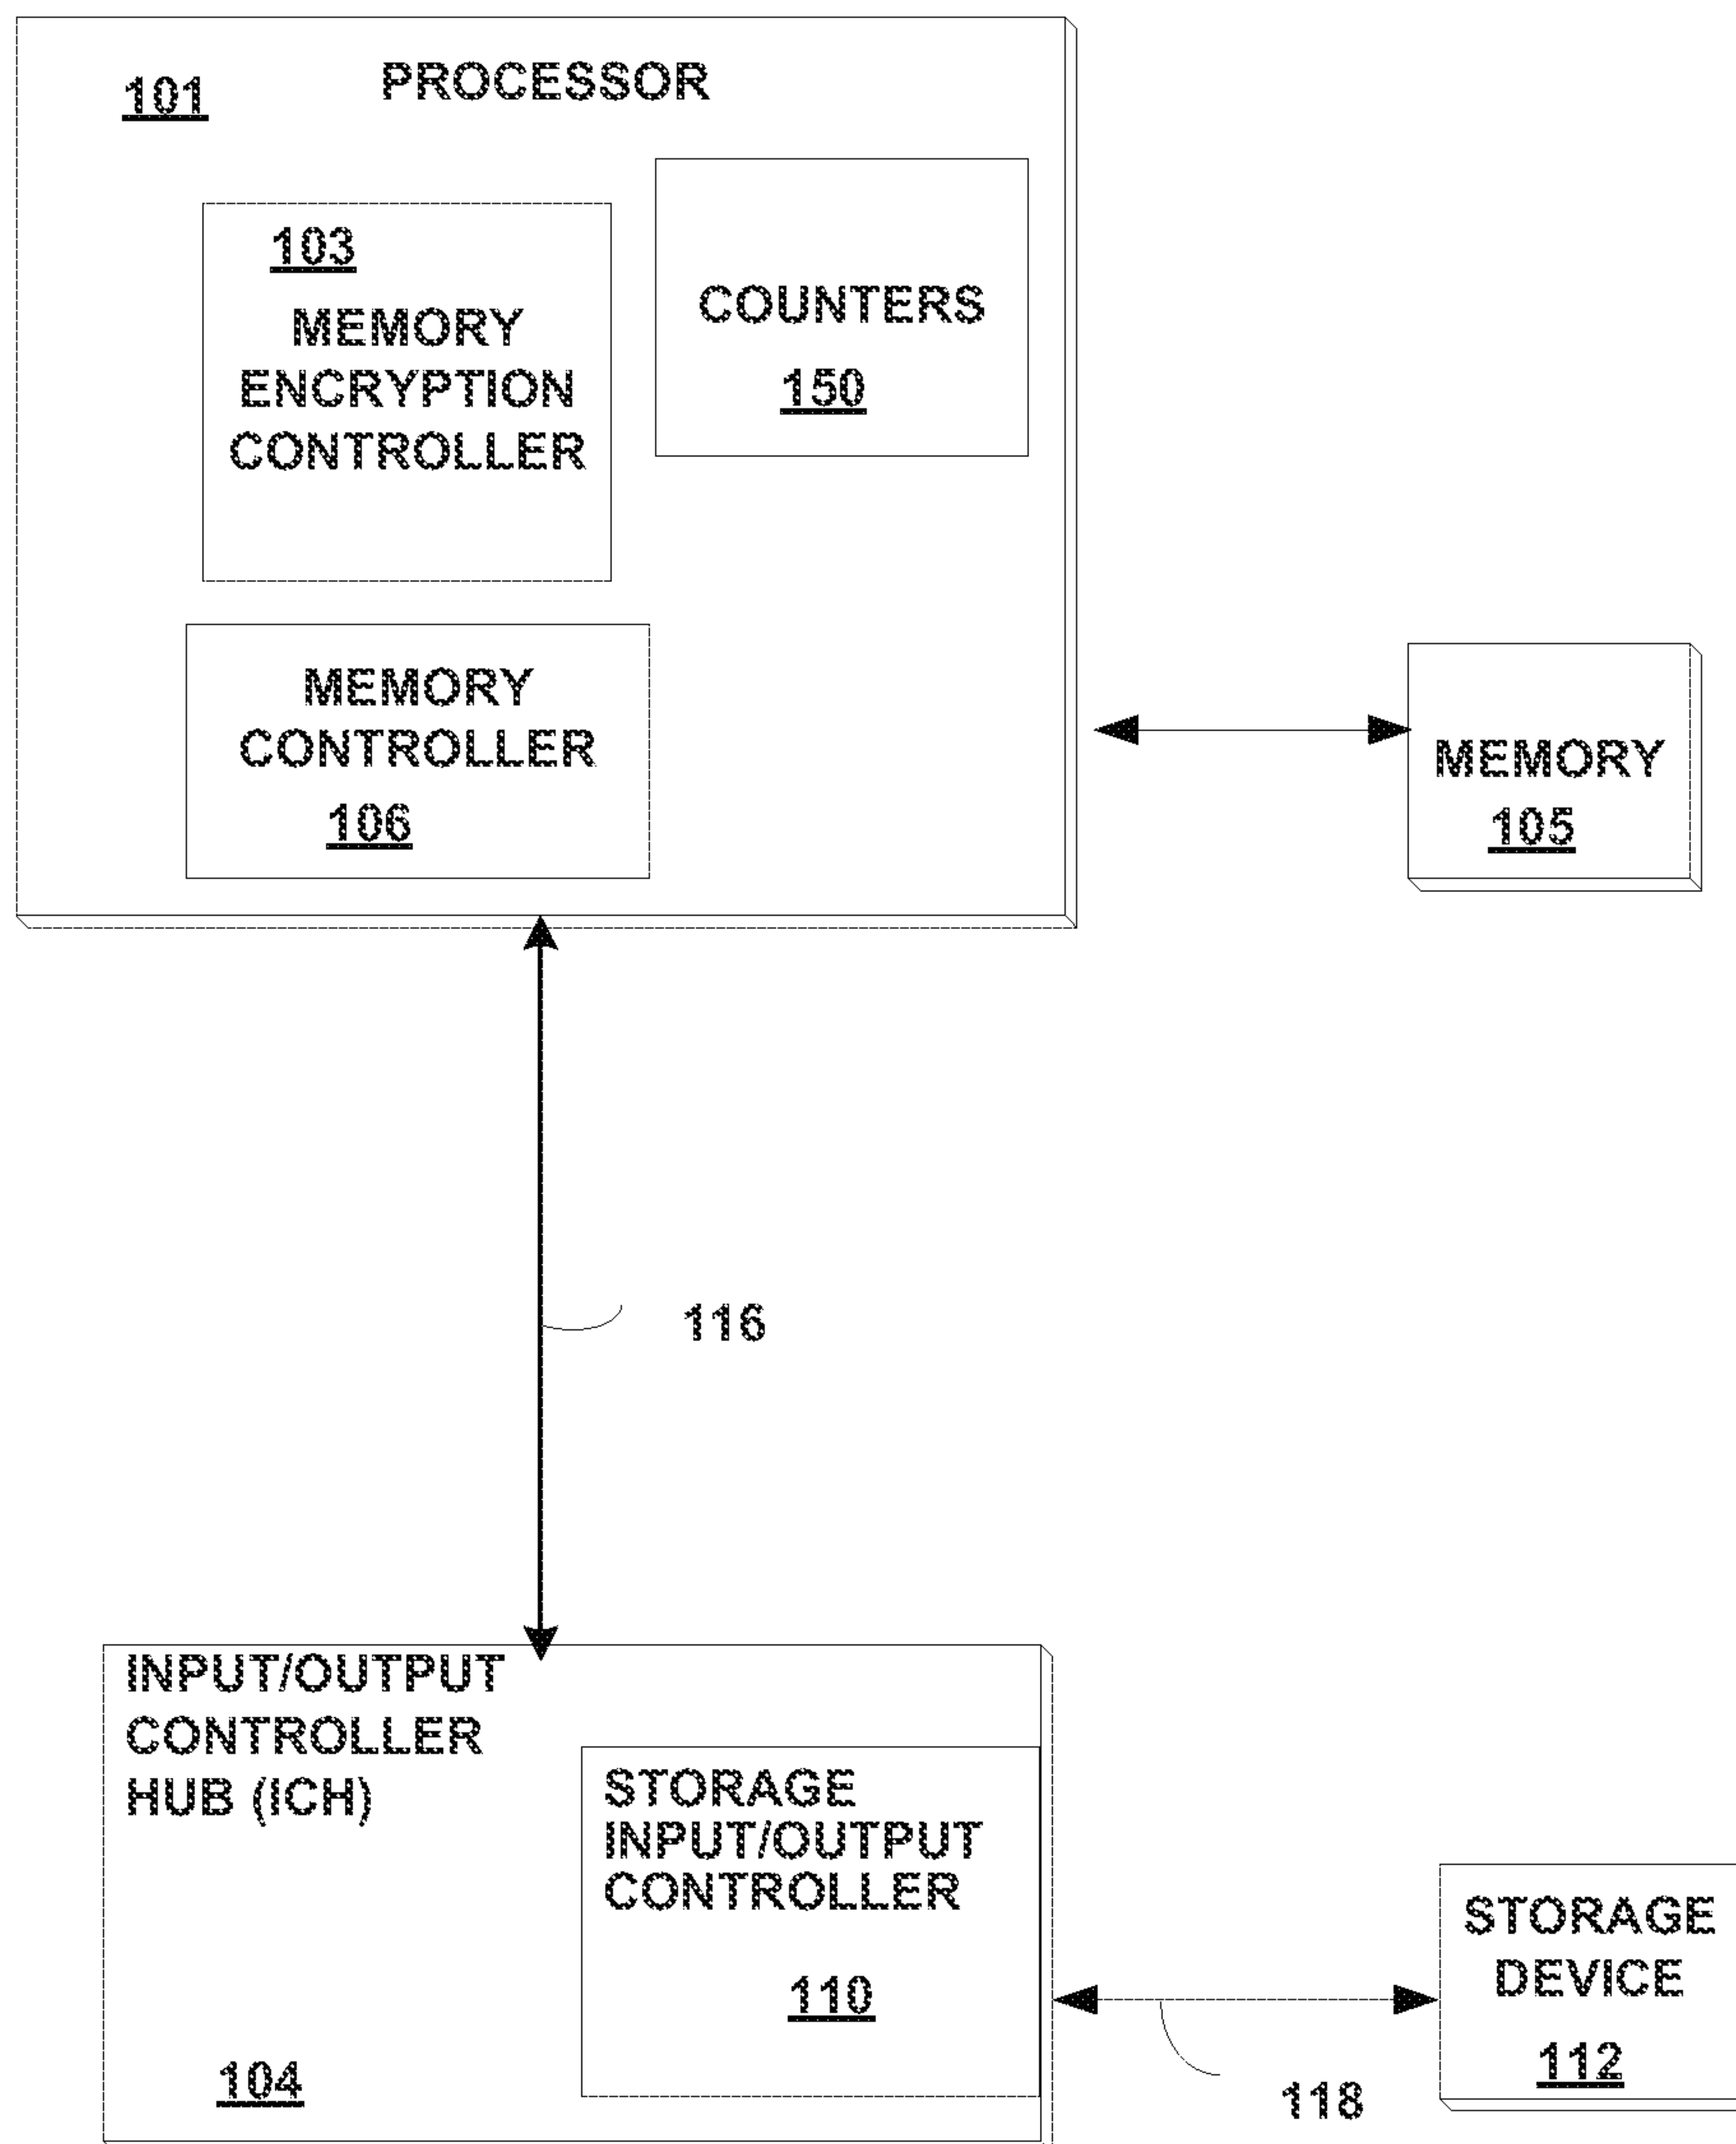 101
PROCESSOR
103
MEMORY
ENCRYPTION
CONTROLLER
COUNTERS
150
MEMORY
CONTROLLER
106
MEMORY
105
116
INPUT/OUTPUT
CONTROLLER
HUB (ICH)
104
STORAGE
INPUT/OUTPUT
CONTROLLER
110
118
STORAGE
DEVICE
112